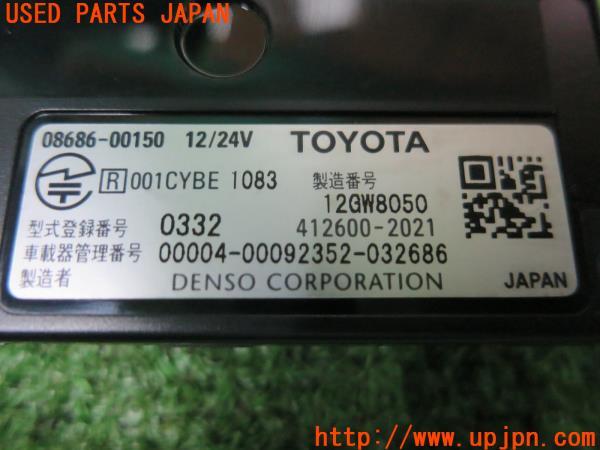 USED PARTS JAPAN
08686-00150 12/24V TOYOTA
R 001CYBE 1083 製造番号
12GW8050
型式登録番号 0332 412600-2021
車載器管理番号 00004-00092352-032686
製造者 DENSO CORPORATION JAPAN
UPJ
http://www.upjpn.com